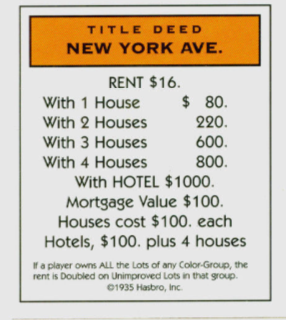 TITLE DEED
NEW YORK AVE.
RENT $16.
With 1 House $ 80.
With 2 Houses 220.
With 3 Houses 600.
With 4 Houses 800.
With HOTEL $1000.
Mortgage Value $100.
Houses cost $100. each
Hotels, $100. plus 4 houses
If a player owns ALL the Lots of any Color-Group, the
rent is Doubled on Unimproved Lots in that group.
©1935 Hasbro, Inc.